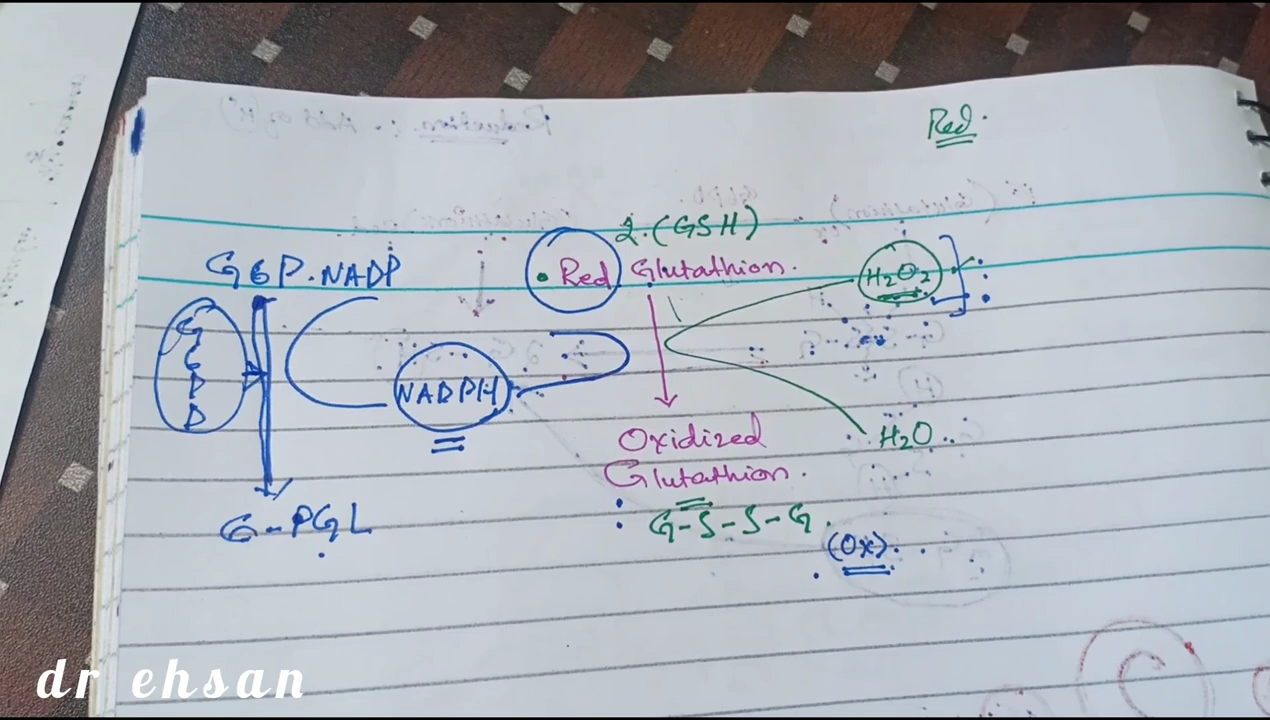 Red.
2.(GSH)
G6P. NADP
Red Glutathion.
H₂O₂
G6PD
NADPH
Oxidized
Glutathion.
H₂O
G-PGL
G-S-S-G
(Ox)
dr ehsan